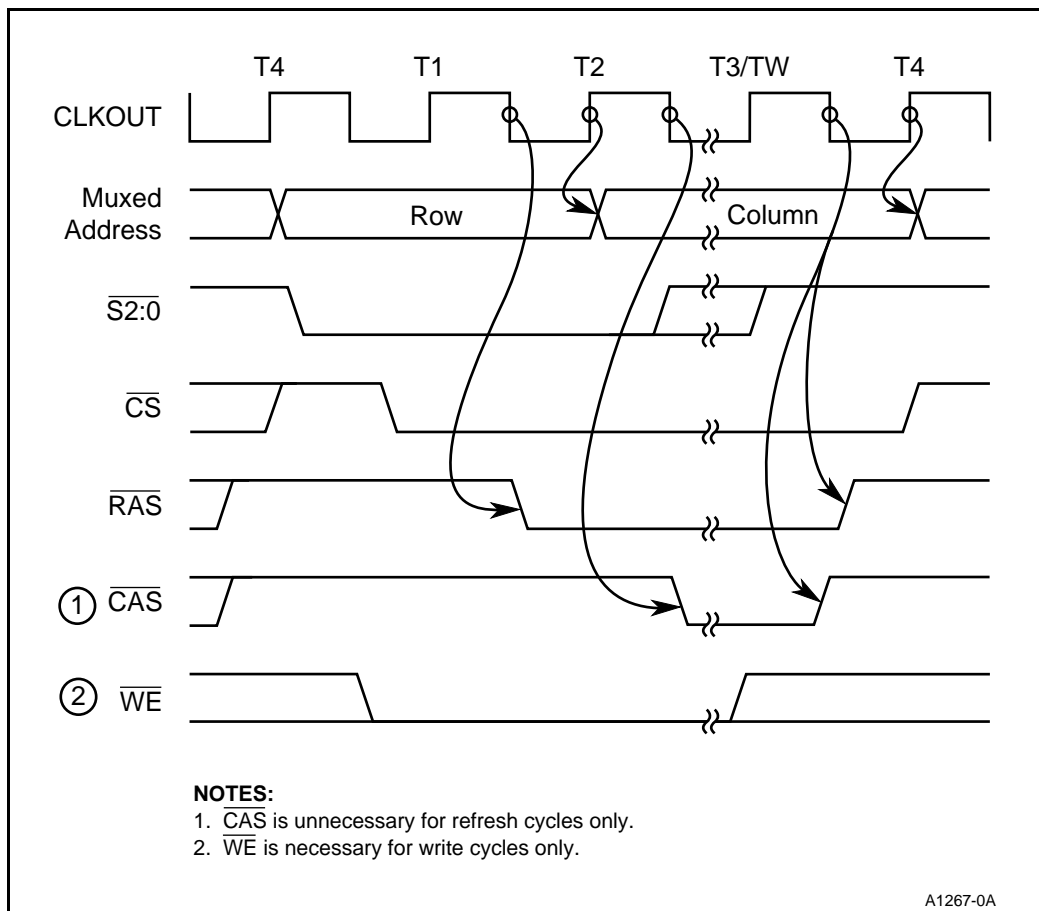 T4 T1 T2 T3/TW T4
CLKOUT
Muxed
Address
Row Column
S2:0
CS
RAS
1 CAS
2 WE
NOTES:
1. CAS is unnecessary for refresh cycles only.
2. WE is necessary for write cycles only.
A1267-0A